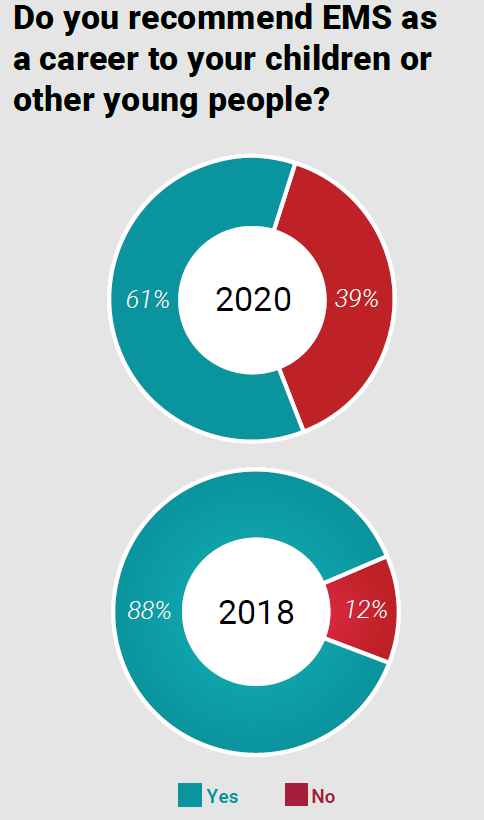 Do you recommend EMS as
a career to your children or
other young people?
61%
2020
39%
88%
2018
12%
Yes
No